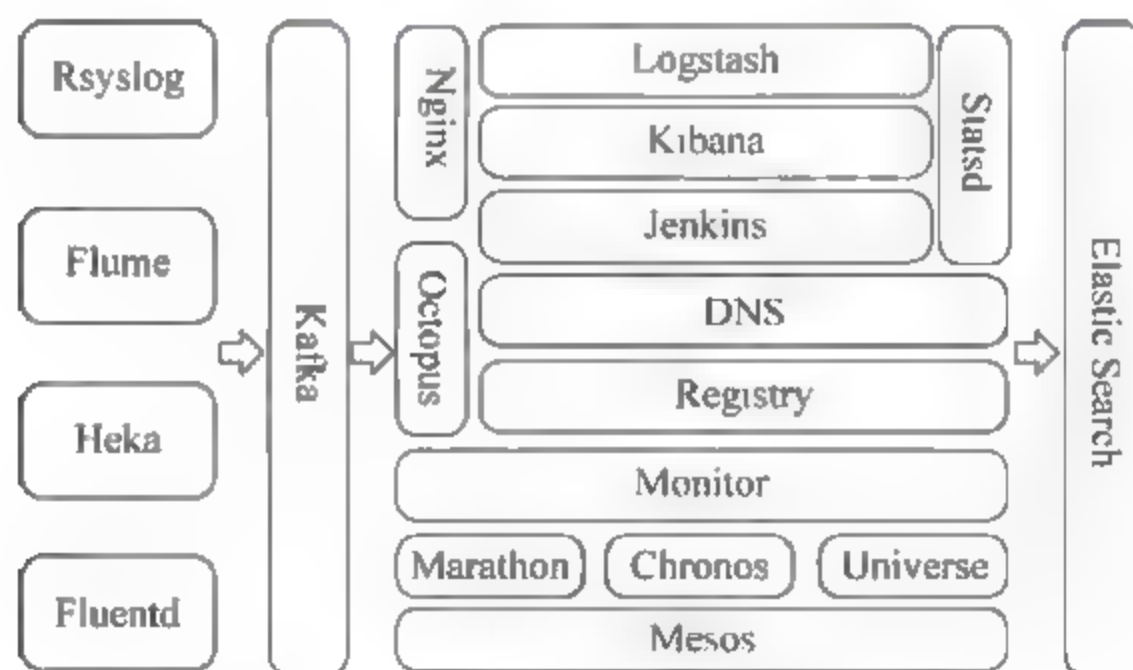 Rsyslog
Flume
Heka
Fluentd
Kafka
Nginx
Octopus
Logstash
Kibana
Jenkins
Statsd
DNS
Registry
Monitor
Marathon
Chronos
Universe
Mesos
Elastic Search